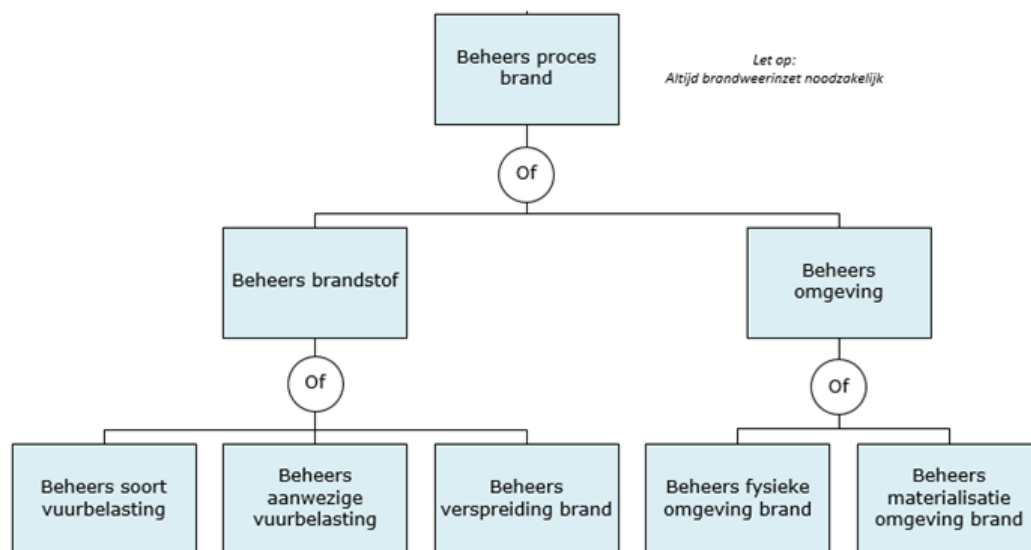 Beheers proces
brand
Let op:
Altijd brandweerinzet noodzakelijk
Of
Beheers brandstof
Beheers
omgeving
Of
Of
Beheers soort
vuurbelasting
Beheers
aanwezige
vuurbelasting
Beheers
verspreiding brand
Beheers fysieke
omgeving brand
Beheers
materialisatie
omgeving brand